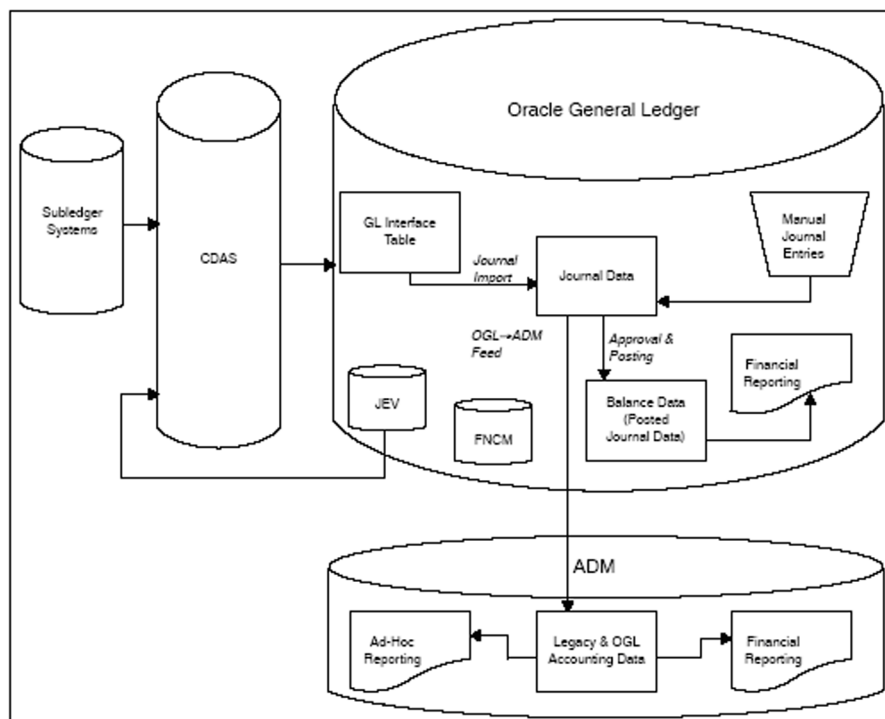 Oracle General Ledger
Subledger
Systems
CDAS
GL Interface
Table
Manual
Journal
Entries
Journal
Import
Journal Data
OGL→ADM
Feed
Approval &
Posting
Financial
Reporting
JEV
FNCM
Balance Data
(Posted
Journal Data)
ADM
Ad-Hoc
Reporting
Legacy & OGL
Accounting Data
Financial
Reporting